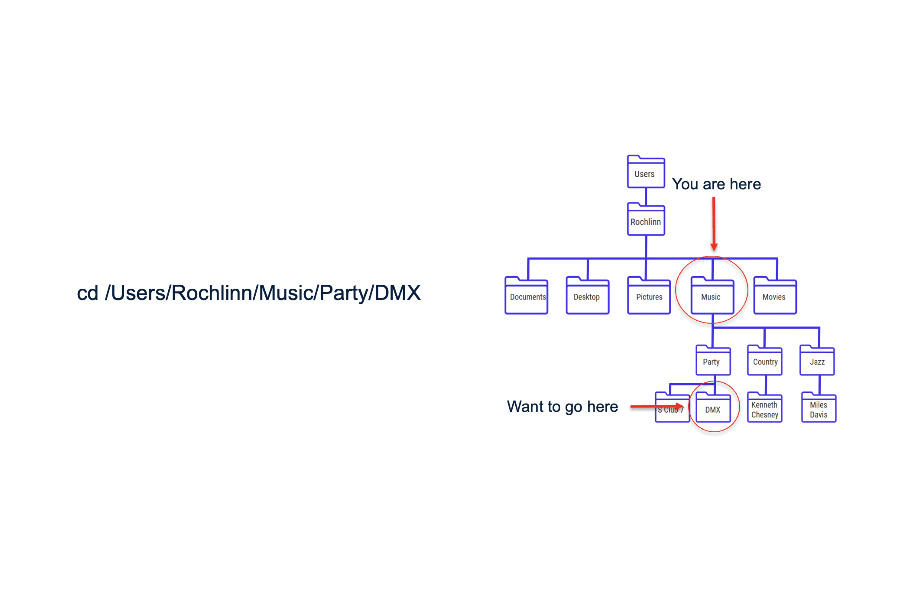 Users
You are here
Rochlinn
cd /Users/Rochlinn/Music/Party/DMX
Documents
Desktop
Pictures
Music
Movies
Party
Country
Jazz
Want to go here
S Club 7
DMX
Kenneth
Chesney
Miles
Davis